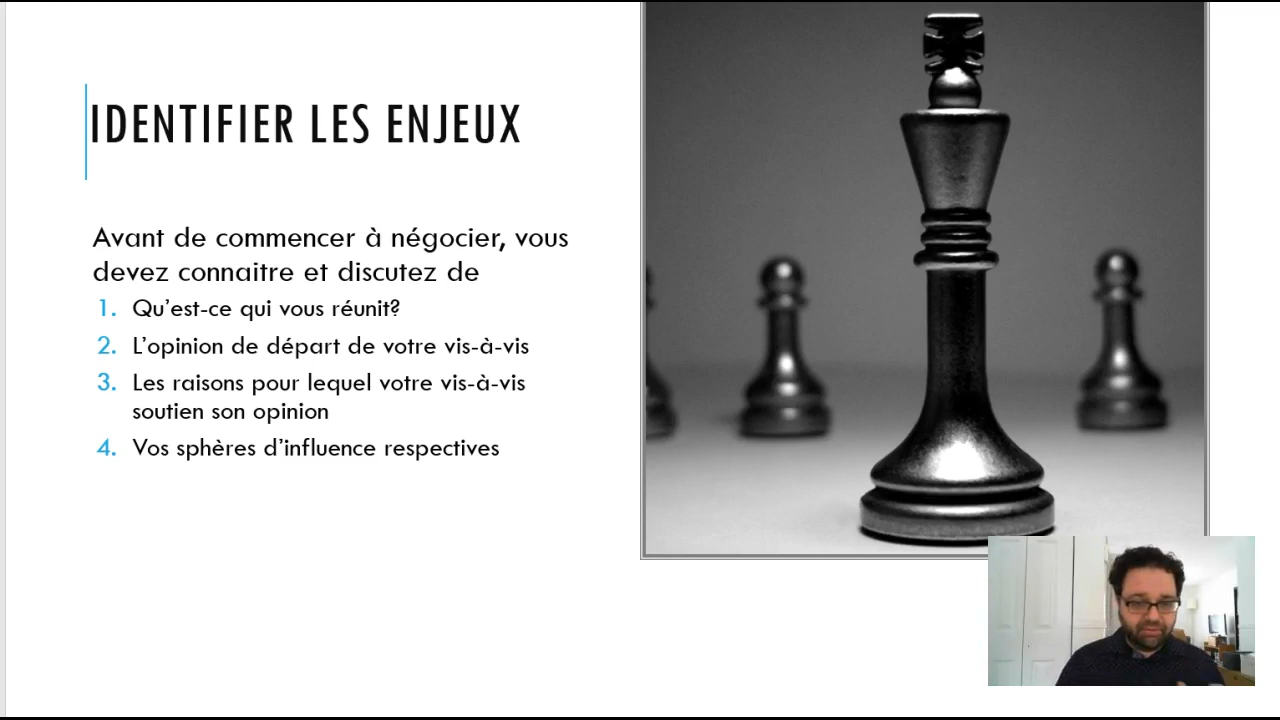 IDENTIFIER LES ENJEUX
Avant de commencer à négocier, vous
devez connaitre et discutez de
1. Qu’est-ce qui vous réunit?
2. L’opinion de départ de votre vis-à-vis
3. Les raisons pour lequel votre vis-à-vis
soutien son opinion
4. Vos sphères d’influence respectives